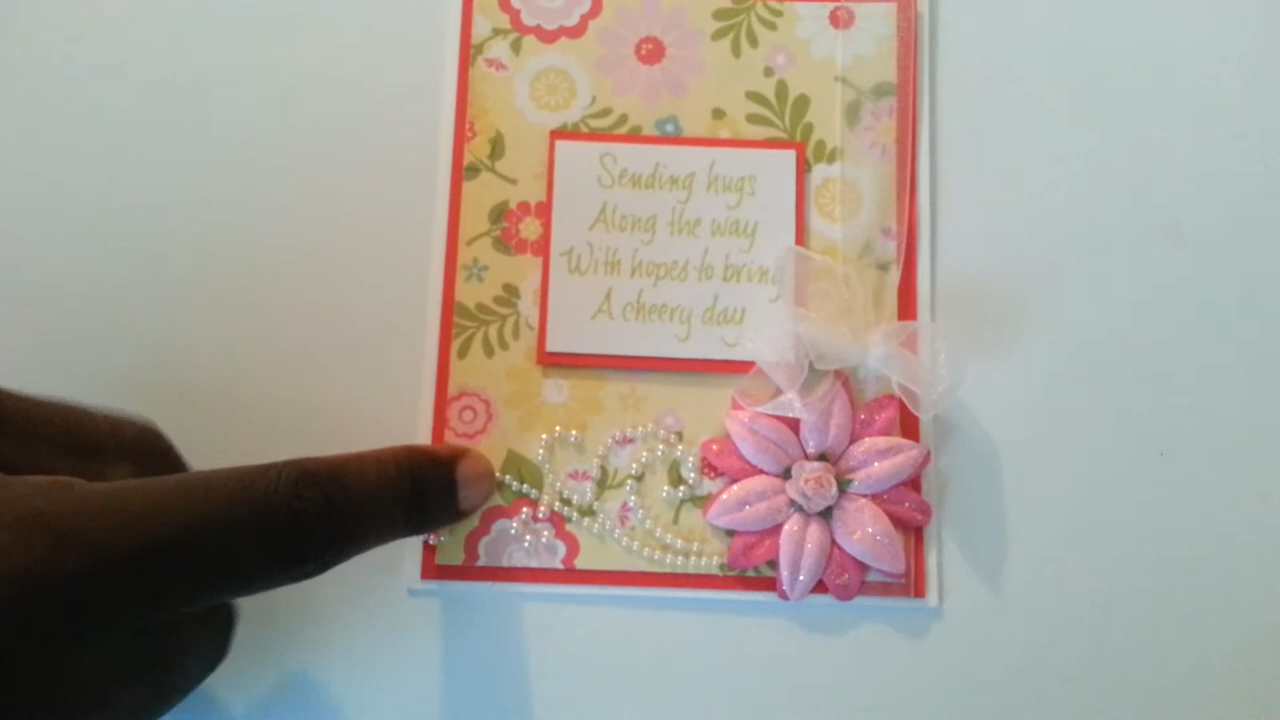 Sending hugs
Along the way
With hopes to bring
A cheery day